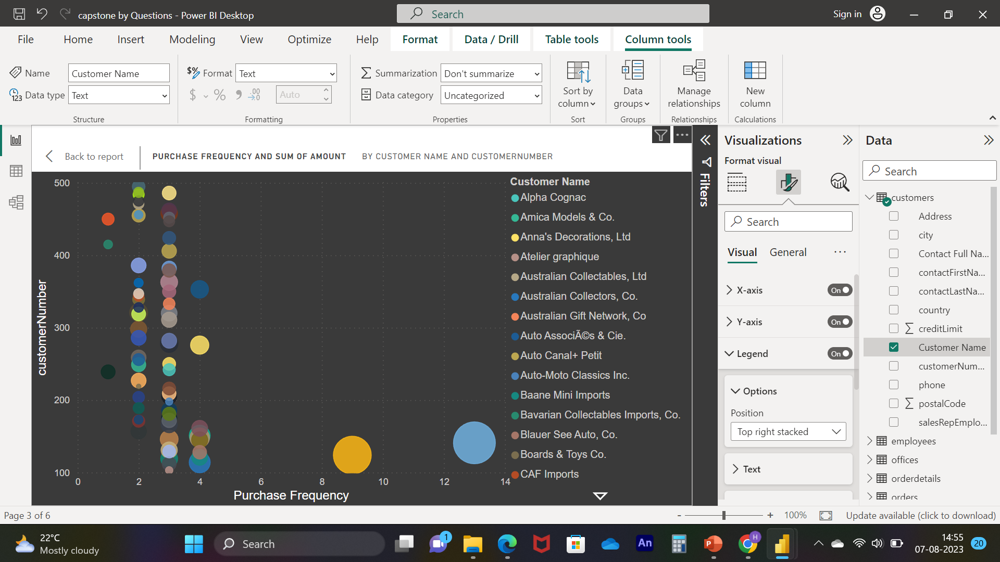 capstone by Questions - Power BI Desktop
Search
Sign in
File Home Insert Modeling View Optimize Help Format Data / Drill Table tools Column tools
Name Customer Name
Data type Text
Structure
Format Text
$ % 9 .00 Auto
Formatting
Summarization Don't summarize
Data category Uncategorized
Properties
Sort by column
Sort
Data groups
Groups
Manage relationships
Relationships
New column
Calculations
Back to report
PURCHASE FREQUENCY AND SUM OF AMOUNT BY CUSTOMER NAME AND CUSTOMERNUMBER
customerNumber
500
400
300
200
100
0 2 4 6 8 10 12 14
Purchase Frequency
Customer Name
Alpha Cognac
Amica Models & Co.
Anna's Decorations, Ltd
Atelier graphique
Australian Collectables, Ltd
Australian Collectors, Co.
Australian Gift Network, Co
Auto AssociÃ©s & Cie.
Auto Canal+ Petit
Auto-Moto Classics Inc.
Baane Mini Imports
Bavarian Collectables Imports, Co.
Blauer See Auto, Co.
Boards & Toys Co.
CAF Imports
Filters
Visualizations
Format visual
Search
Visual General ...
X-axis On
Y-axis On
Legend On
Options
Position
Top right stacked
Text
Data
Search
customers
Address
city
Contact Full Na...
contactFirstNa...
contactLastNa...
country
creditLimit
Customer Name
customerNum...
phone
postalCode
salesRepEmplo...
employees
offices
orderdetails
orders
Page 3 of 6
- + 100%
Update available (click to download)
22°C
Mostly cloudy
Search
1
An
P
H
14:55
07-08-2023
20